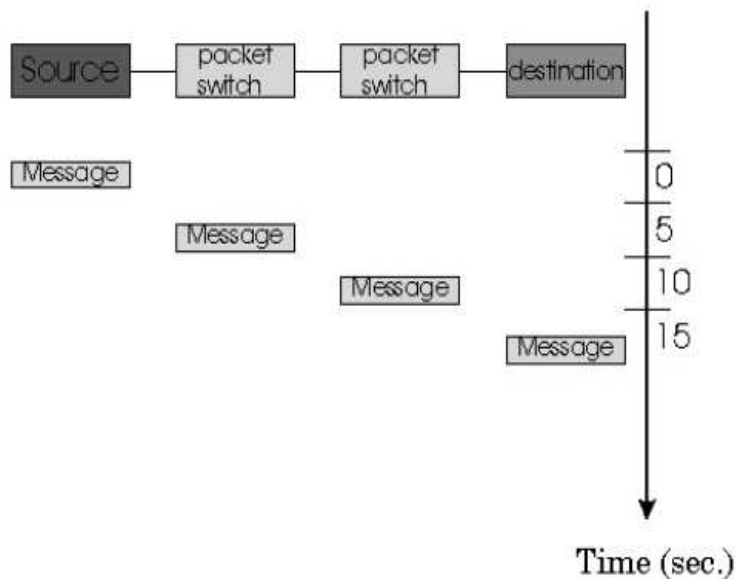 Source
packet
switch
packet
switch
destination
Message
0
Message
5
Message
10
Message
15
Time (sec.)